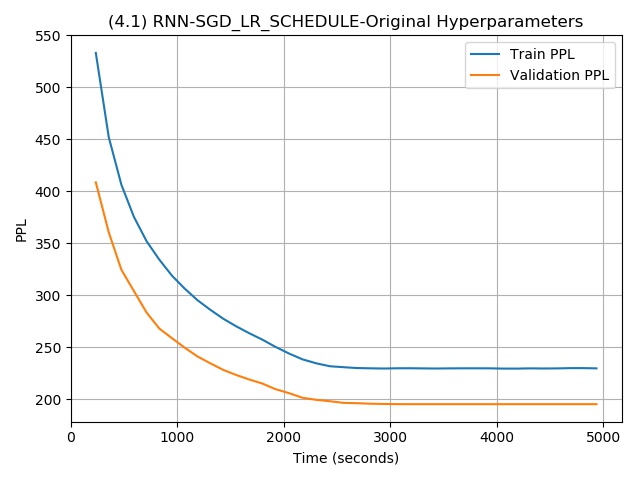 (4.1) RNN-SGD_LR_SCHEDULE-Original Hyperparameters
Train PPL
Validation PPL
550
500
450
400
350
300
250
200
PPL
0 1000 2000 3000 4000 5000
Time (seconds)